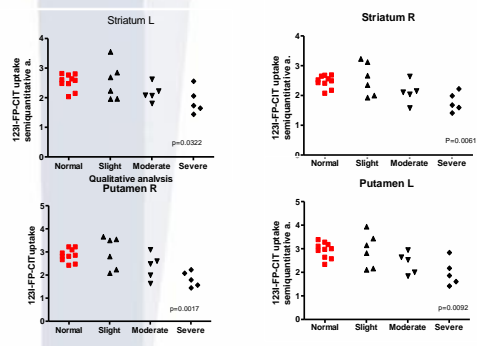 Striatum L
123I-FP-CIT uptake
semiquantitative a.
4
3
2
1
0
p=0.0322
Normal Slight Moderate Severe
Qualitative analysis
Striatum R
123I-FP-CIT uptake
semiquantitative a.
4
3
2
1
0
P=0.0061
Normal Slight Moderate Severe
Putamen R
123I-FP-CITuptake
5
4
3
2
1
0
p=0.0017
Normal Slight Moderate Severe
Putamen L
123I-FP-CIT uptake
semiquantitative a.
5
4
3
2
1
0
p=0.0092
Normal Slight Moderate Severe